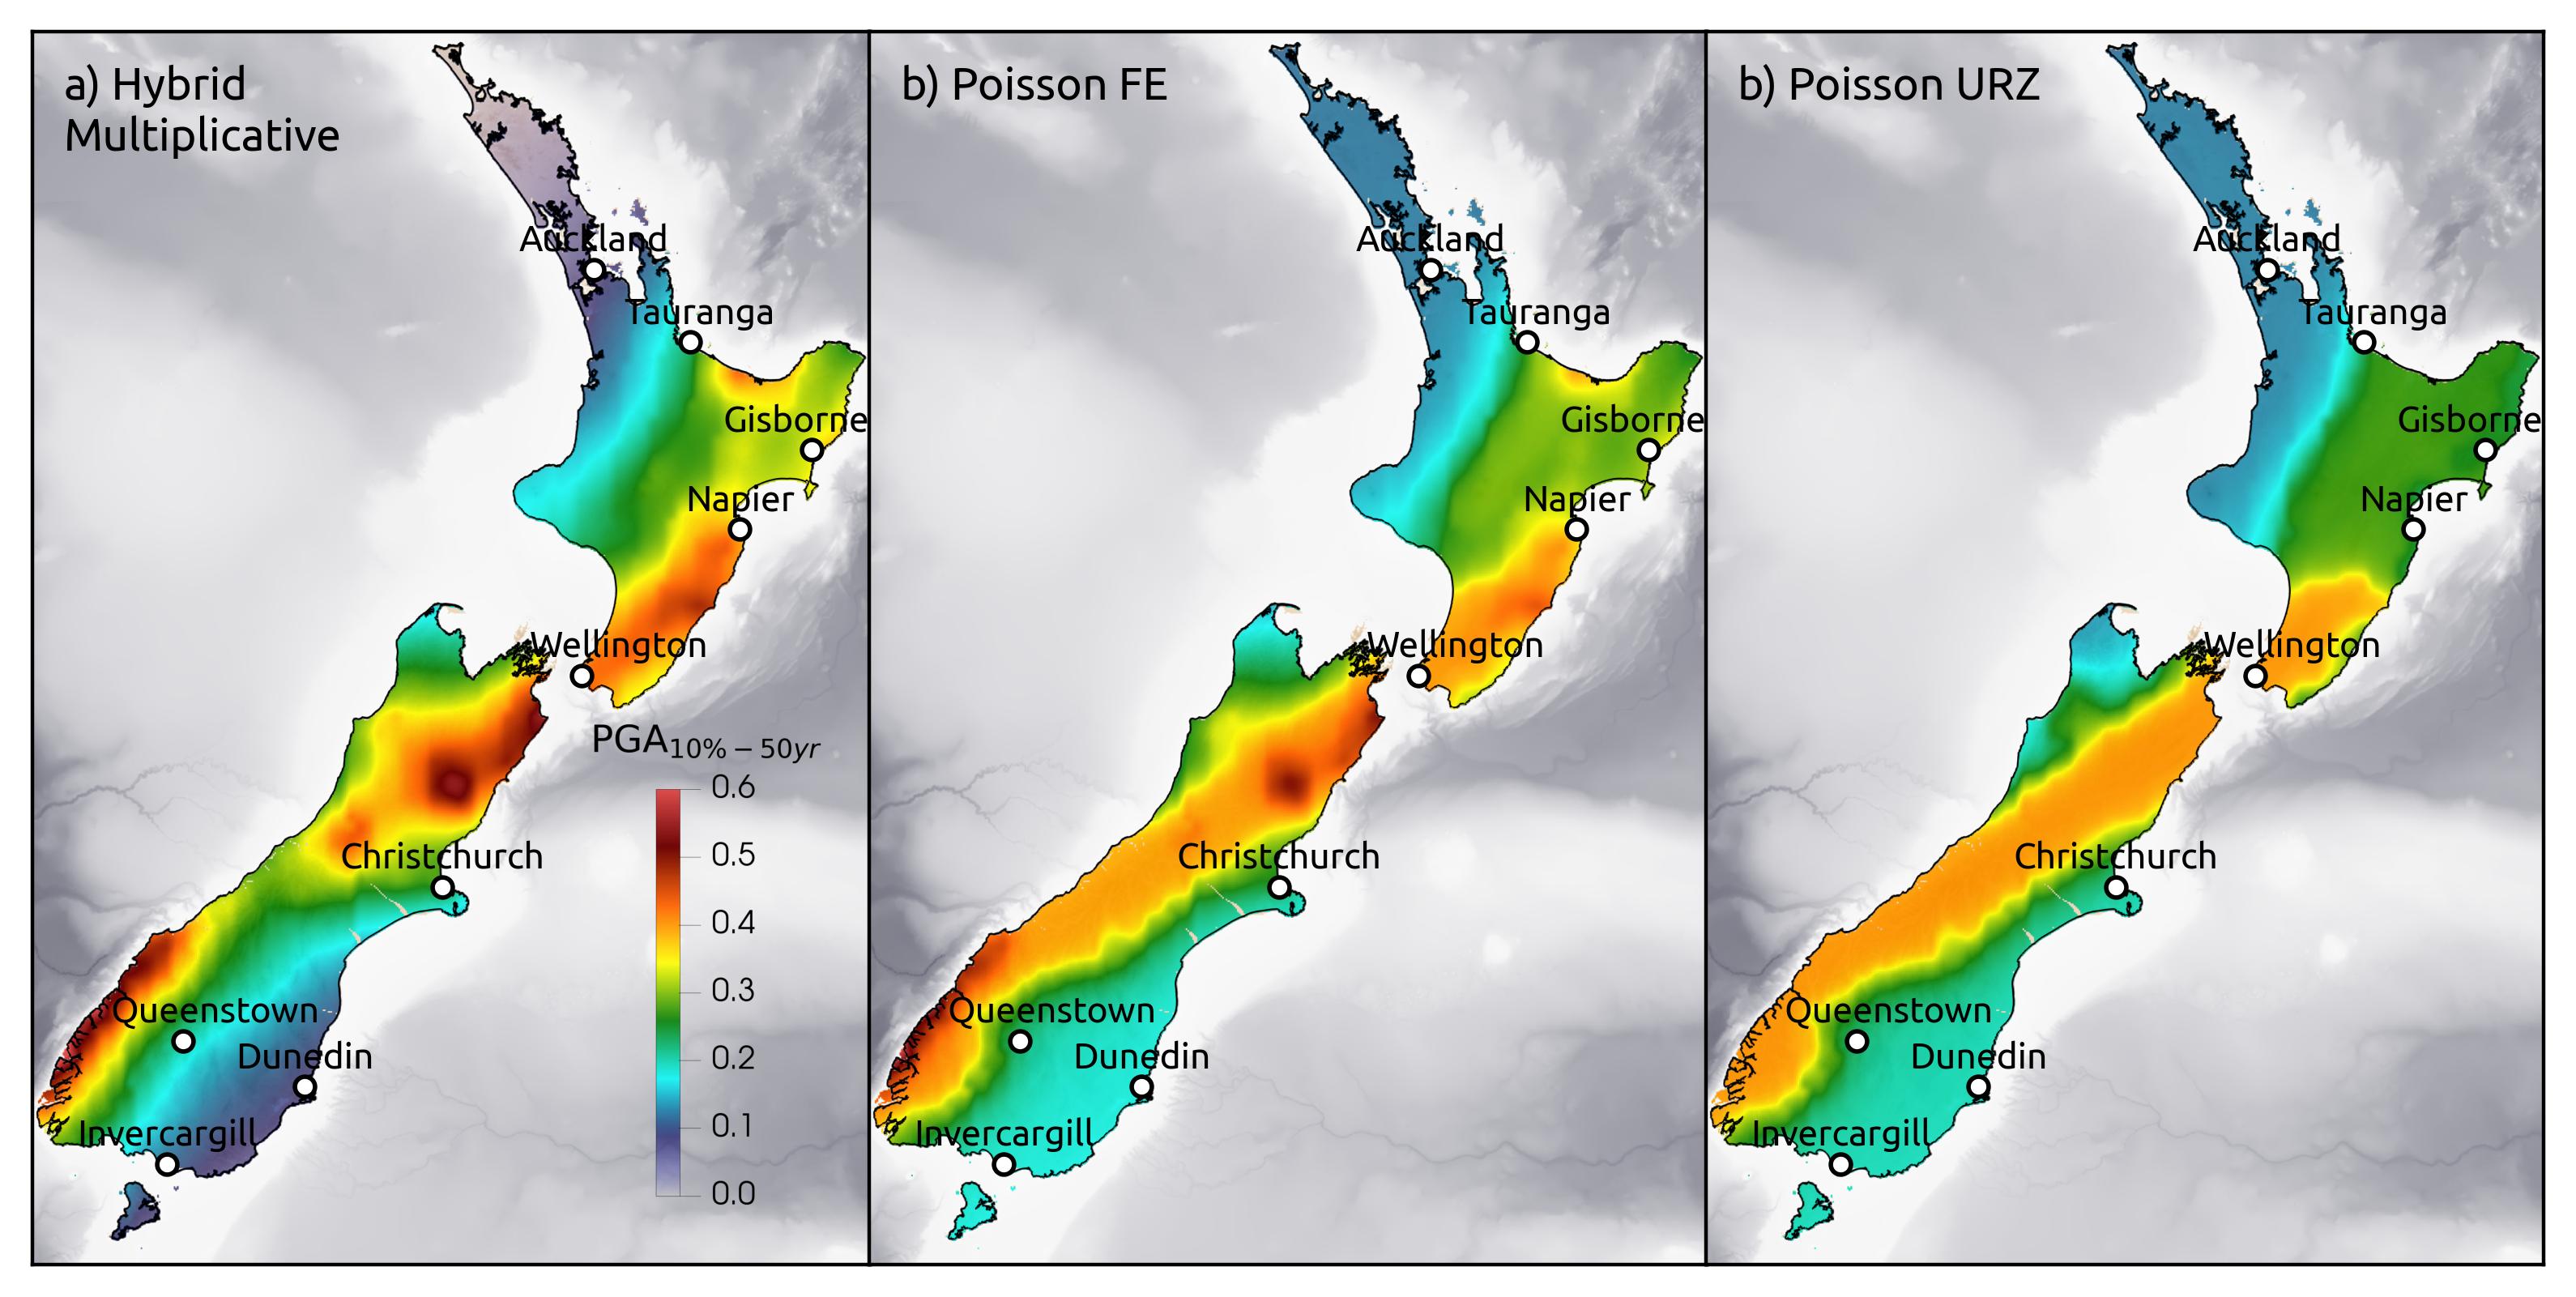 a) Hybrid
Multiplicative
Auckland
Tauranga
Gisborne
Napier
Wellington
PGA10% − 50yr
0.6
0.5
0.4
0.3
0.2
0.1
0.0
Christchurch
Queenstown
Dunedin
Invercargill
b) Poisson FE
Auckland
Tauranga
Gisborne
Napier
Wellington
Christchurch
Queenstown
Dunedin
Invercargill
b) Poisson URZ
Auckland
Tauranga
Gisborne
Napier
Wellington
Christchurch
Queenstown
Dunedin
Invercargill